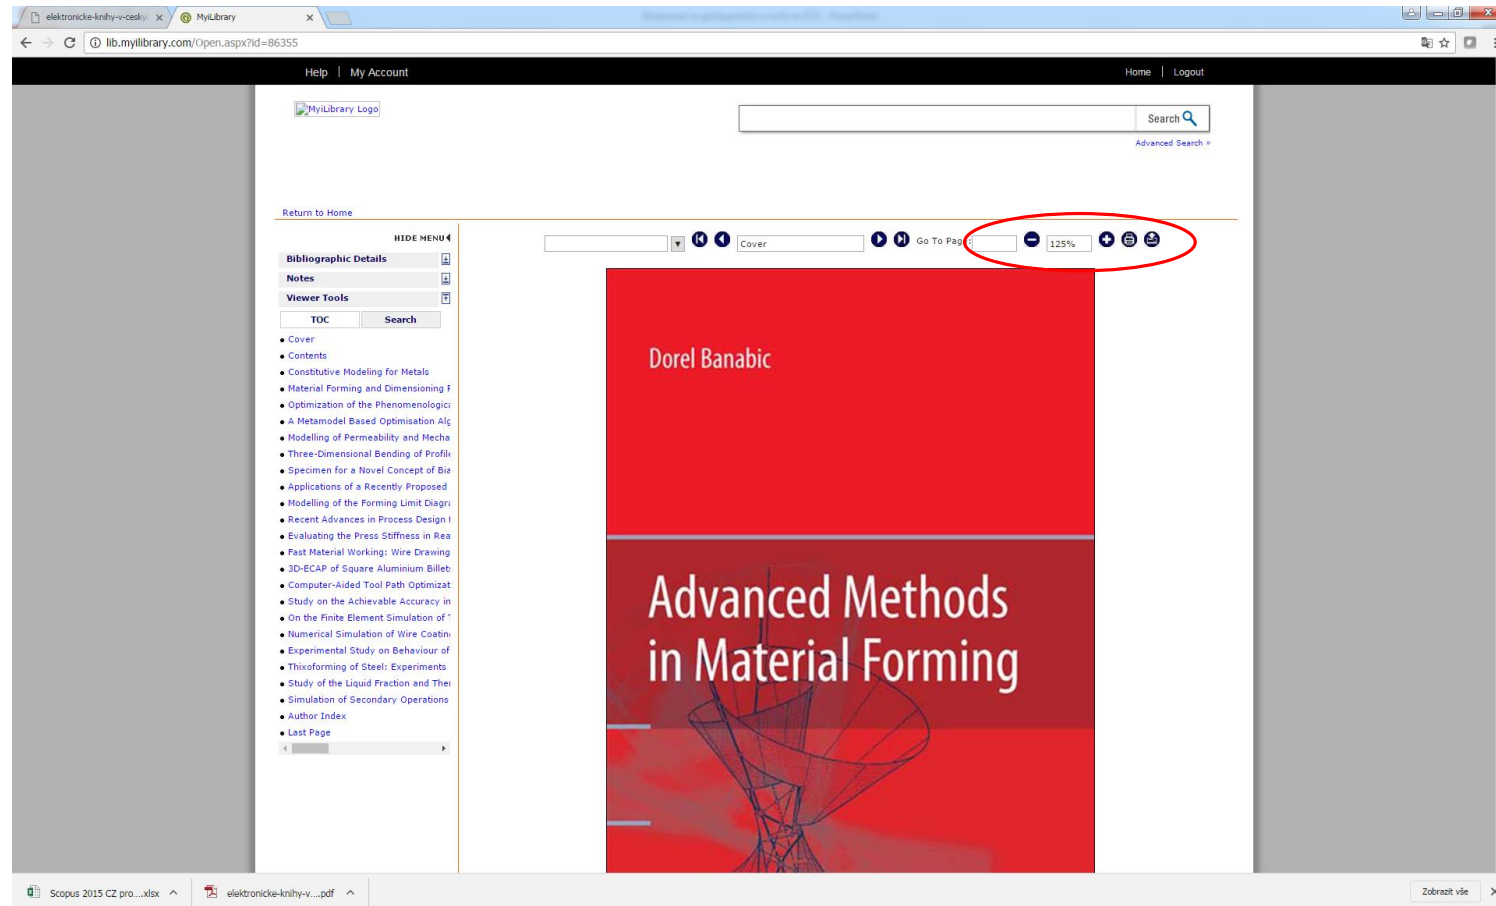 elektronicke-knihy-v-cesky
MyiLibrary
lib.myilibrary.com/Open.aspx?id=86355
Help | My Account
Home | Logout
MyiLibrary Logo
Search
Advanced Search »
Return to Home
HIDE MENU
Cover
Go To Page:
125%
Bibliographic Details
Notes
Viewer Tools
TOC
Search
Cover
Contents
Constitutive Modeling for Metals
Material Forming and Dimensioning
Optimization of the Phenomenologica
A Metamodel Based Optimisation Alg
Modelling of Permeability and Mecha
Three-Dimensional Bending of Profile
Specimen for a Novel Concept of Bia
Applications of a Recently Proposed
Modelling of the Forming Limit Diagra
Recent Advances in Process Design
Evaluating the Press Stiffness in Rea
Fast Material Working: Wire Drawing
3D-ECAP of Square Aluminium Billets
Computer-Aided Tool Path Optimizat
Study on the Achievable Accuracy in
On the Finite Element Simulation of
Numerical Simulation of Wire Coating
Experimental Study on Behaviour of
Thixoforming of Steel: Experiments
Study of the Liquid Fraction and Ther
Simulation of Secondary Operations
Author Index
Last Page
Dorel Banabic
Advanced Methods
in Material Forming
Scopus 2015 CZ pro....xlsx
elektronicke-knihy-v....pdf
Zobrazit vše